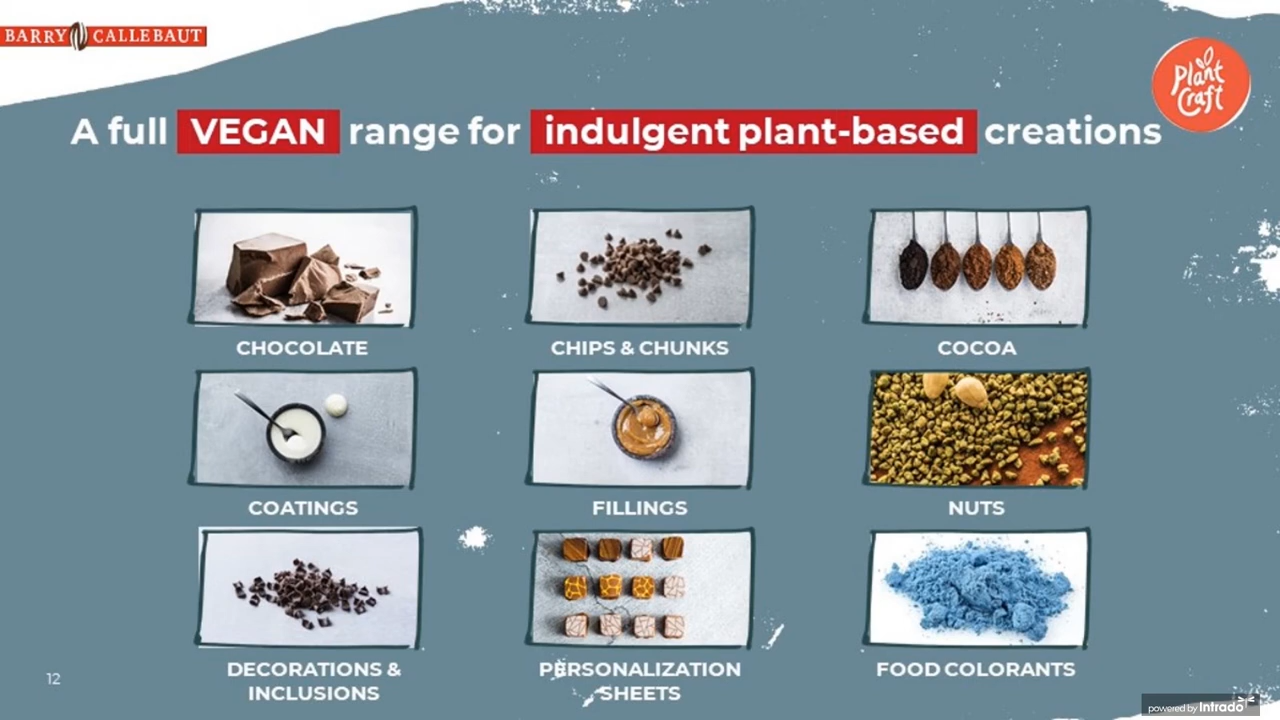 BARRY CALLEBAUT
Plant
Craft
A full VEGAN range for indulgent plant-based creations
CHOCOLATE
CHIPS & CHUNKS
COCOA
COATINGS
FILLINGS
NUTS
DECORATIONS &
INCLUSIONS
PERSONALIZATION
SHEETS
FOOD COLORANTS
12
powered by Intrado